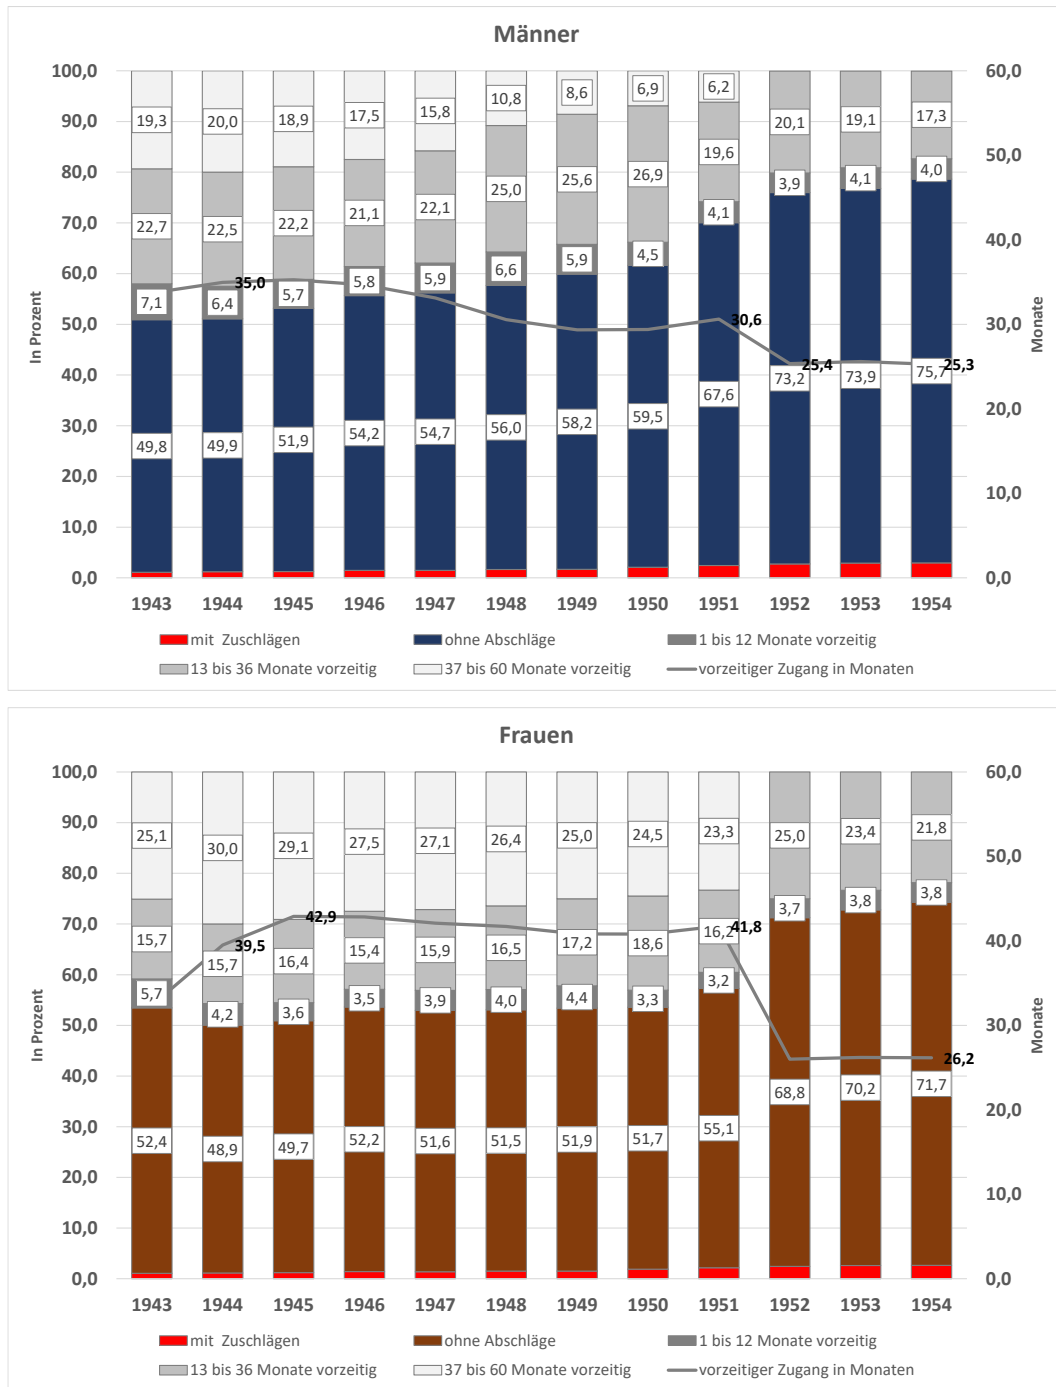 Männer
100,0
90,0
80,0
70,0
60,0
50,0
40,0
30,0
20,0
10,0
0,0
In Prozent
60,0
50,0
40,0
30,0
20,0
10,0
0,0
Monate
19,3 20,0 18,9 17,5 15,8 10,8 8,6 6,9 6,2
22,7 22,5 22,2 21,1 22,1 25,0 25,6 26,9 19,6 20,1 19,1 17,3
7,1 6,4 5,7 5,8 5,9 6,6 5,9 4,5 4,1 3,9 4,1 4,0
35,0 30,6 25,4 25,3
49,8 49,9 51,9 54,2 54,7 56,0 58,2 59,5 67,6 73,2 73,9 75,7
1943 1944 1945 1946 1947 1948 1949 1950 1951 1952 1953 1954
mit Zuschlägen ohne Abschläge 1 bis 12 Monate vorzeitig
13 bis 36 Monate vorzeitig 37 bis 60 Monate vorzeitig vorzeitiger Zugang in Monaten
Frauen
100,0
90,0
80,0
70,0
60,0
50,0
40,0
30,0
20,0
10,0
0,0
In Prozent
60,0
50,0
40,0
30,0
20,0
10,0
0,0
Monate
25,1 30,0 29,1 27,5 27,1 26,4 25,0 24,5 23,3
15,7 15,7 16,4 15,4 15,9 16,5 17,2 18,6 16,2 25,0 23,4 21,8
5,7 4,2 3,6 3,5 3,9 4,0 4,4 3,3 3,2 3,7 3,8 3,8
39,5 42,9 41,8 26,2
52,4 48,9 49,7 52,2 51,6 51,5 51,9 51,7 55,1 68,8 70,2 71,7
1943 1944 1945 1946 1947 1948 1949 1950 1951 1952 1953 1954
mit Zuschlägen ohne Abschläge 1 bis 12 Monate vorzeitig
13 bis 36 Monate vorzeitig 37 bis 60 Monate vorzeitig vorzeitiger Zugang in Monaten